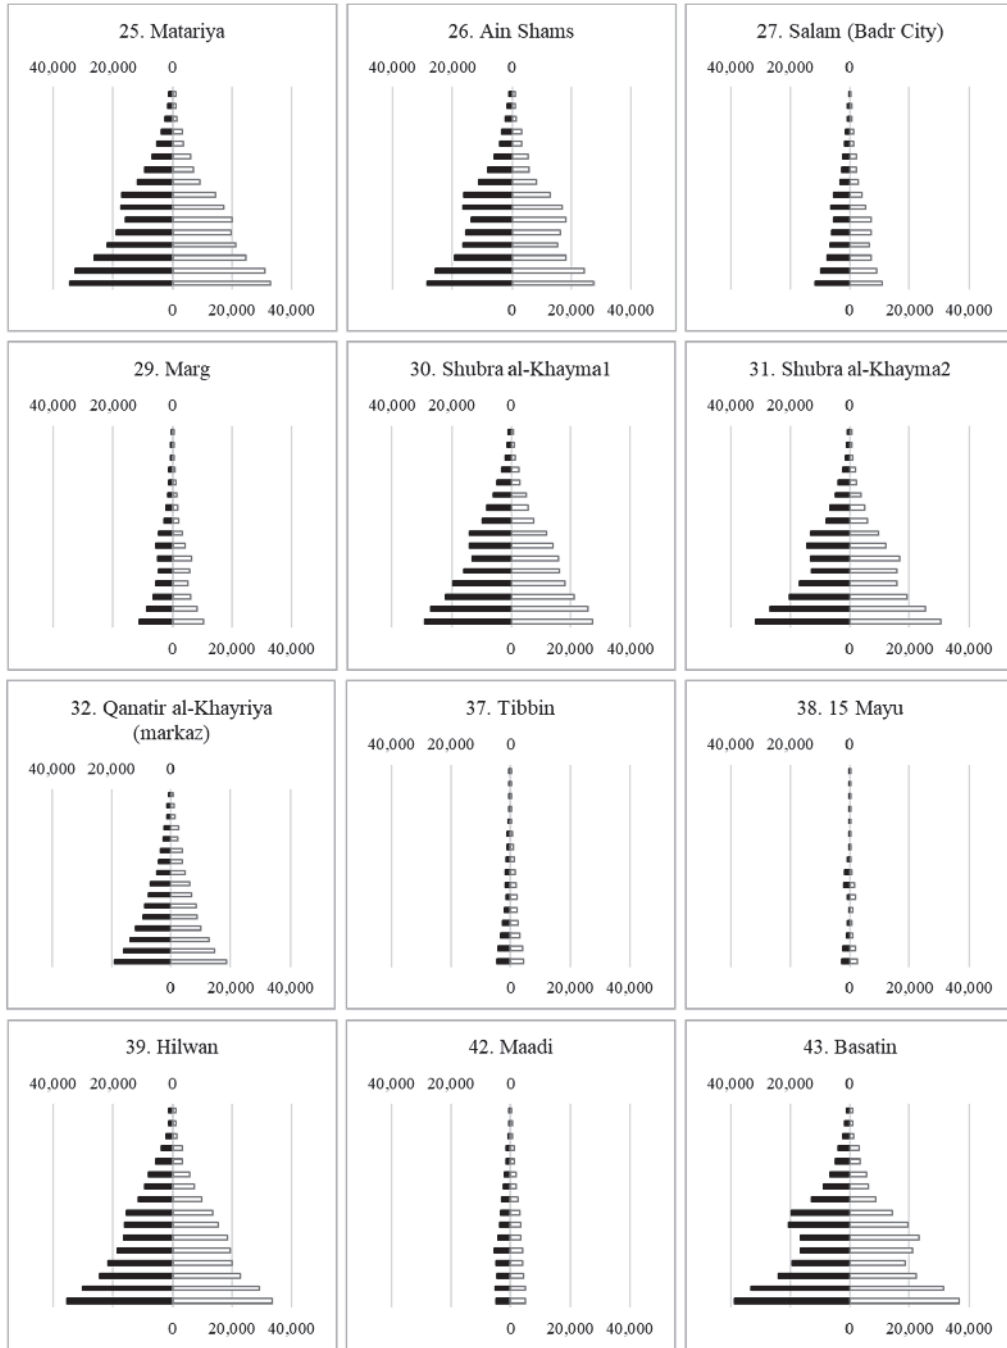 25. Matariya
40,000 20,000 0
0 20,000 40,000
26. Ain Shams
40,000 20,000 0
0 20,000 40,000
27. Salam (Badr City)
40,000 20,000 0
0 20,000 40,000
29. Marg
40,000 20,000 0
0 20,000 40,000
30. Shubra al-Khayma1
40,000 20,000 0
0 20,000 40,000
31. Shubra al-Khayma2
40,000 20,000 0
0 20,000 40,000
32. Qanatir al-Khayriya
(markaz)
40,000 20,000 0
0 20,000 40,000
37. Tibbin
40,000 20,000 0
0 20,000 40,000
38. 15 Mayu
40,000 20,000 0
0 20,000 40,000
39. Hilwan
40,000 20,000 0
0 20,000 40,000
42. Maadi
40,000 20,000 0
0 20,000 40,000
43. Basatin
40,000 20,000 0
0 20,000 40,000